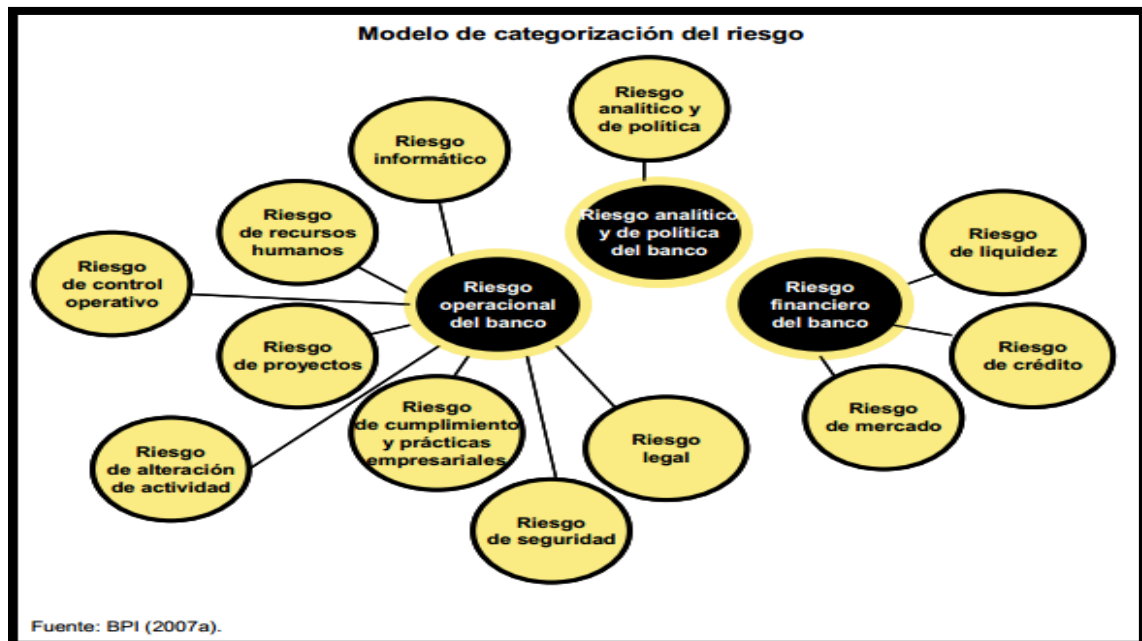 Modelo de categorización del riesgo
Riesgo
analítico y
de política
Riesgo
informático
Riesgo analítico
y de política
del banco
Riesgo
de recursos
humanos
Riesgo
de liquidez
Riesgo
de control
operativo
Riesgo
operacional
del banco
Riesgo
financiero
del banco
Riesgo
de proyectos
Riesgo
de crédito
Riesgo
de cumplimiento
y prácticas
empresariales
Riesgo
de mercado
Riesgo
legal
Riesgo
de alteración
de actividad
Riesgo
de seguridad
Fuente: BPI (2007a).